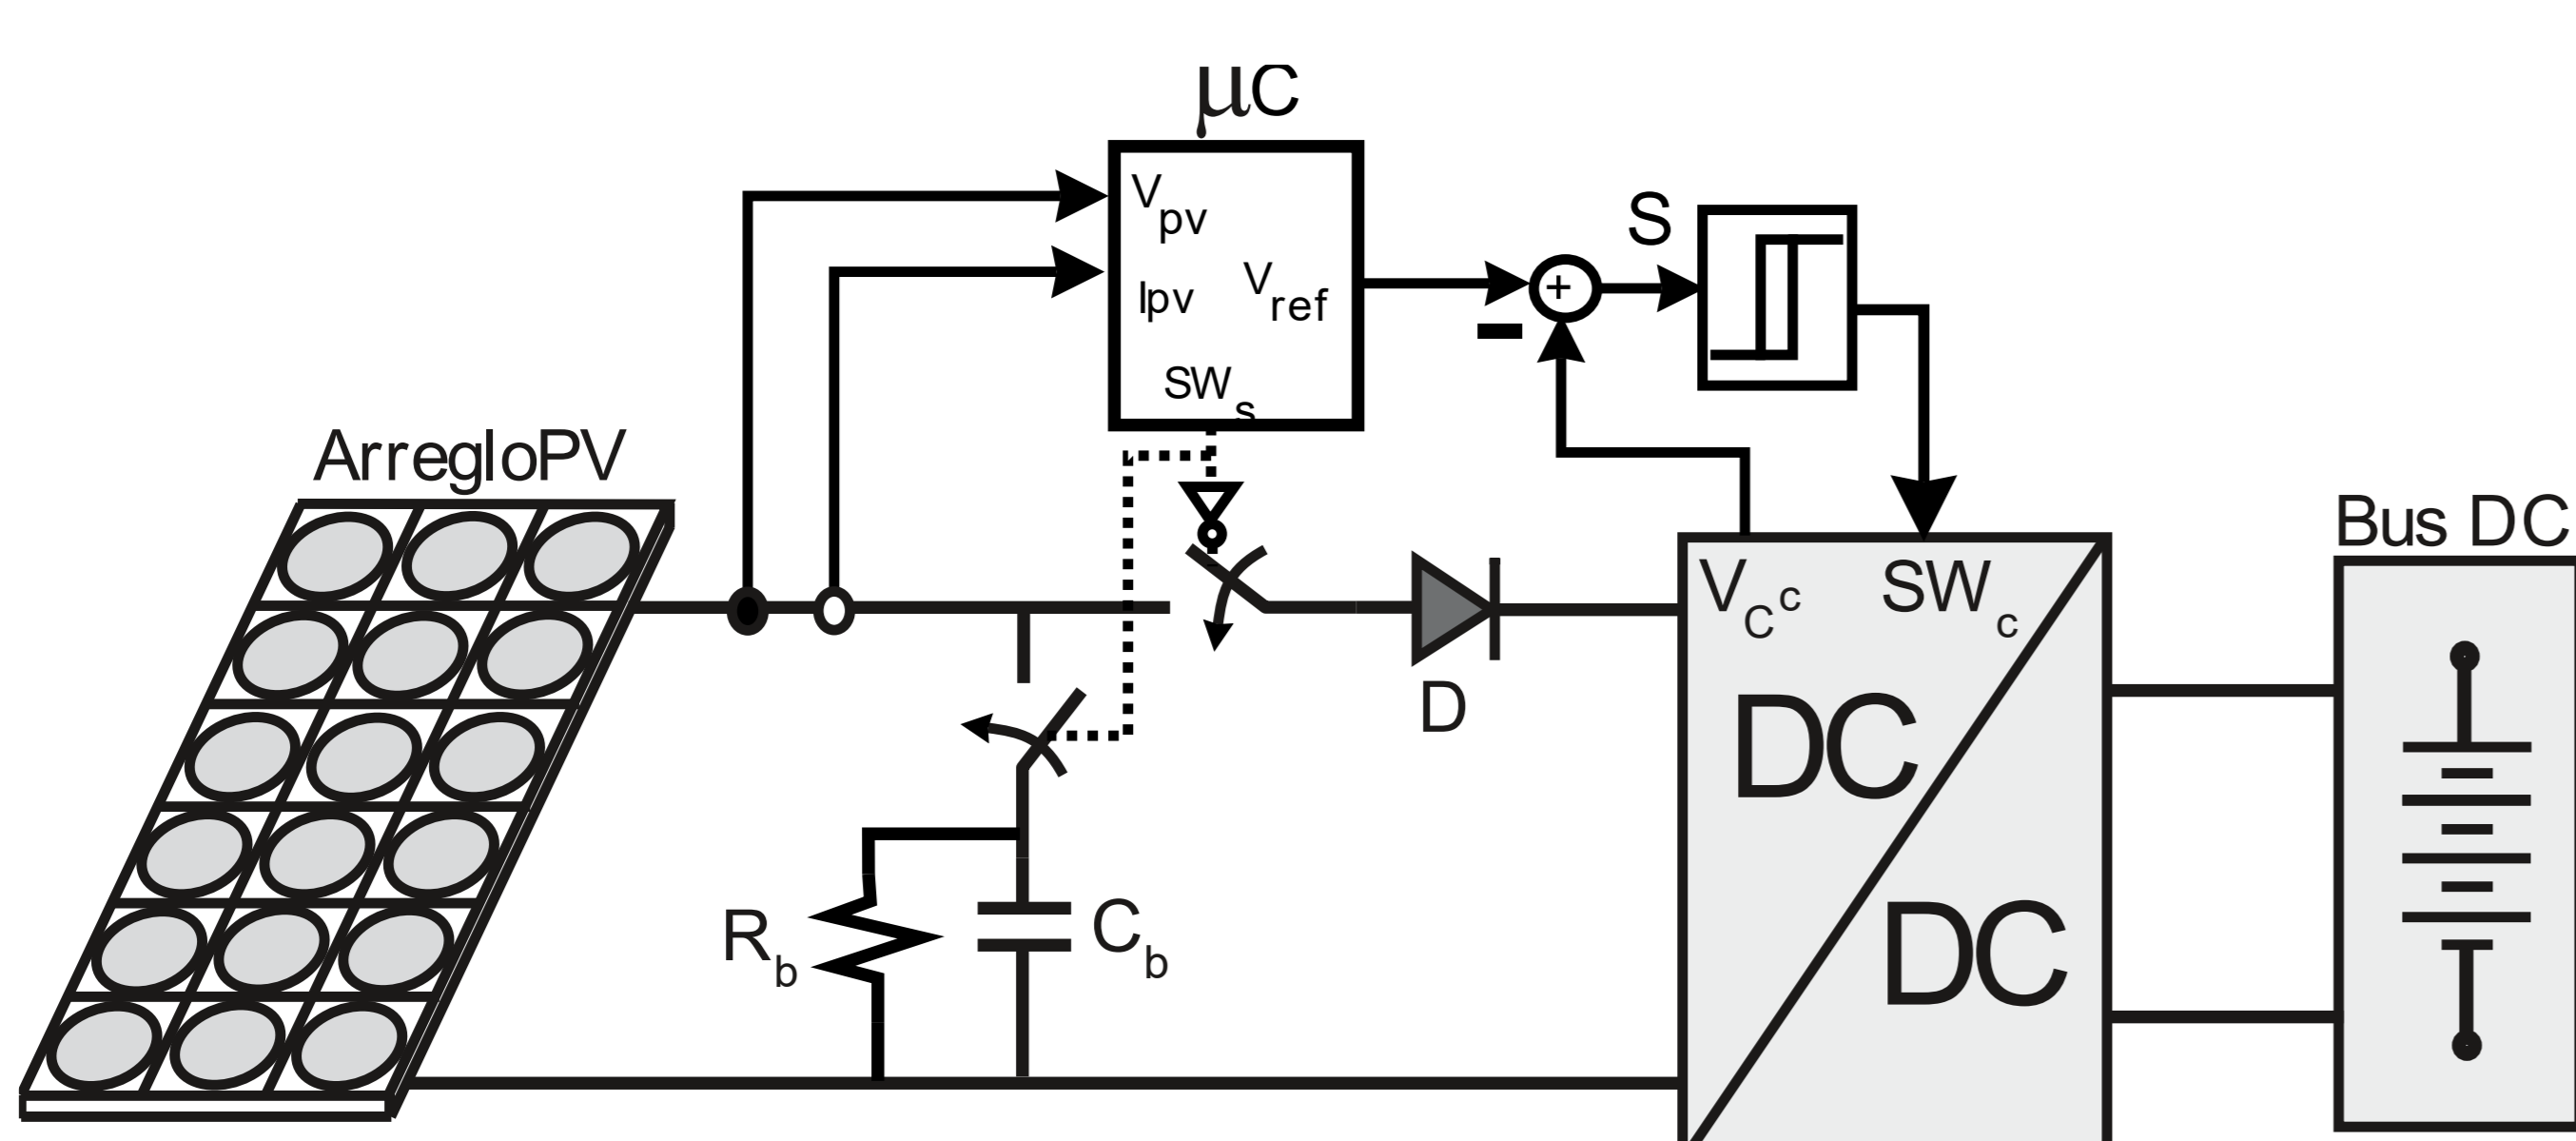 µC
V pv
Ipv
V ref
SW s
S
+
-
ArregloPV
Bus DC
V C c
SW c
D
DC
DC
R b
C b